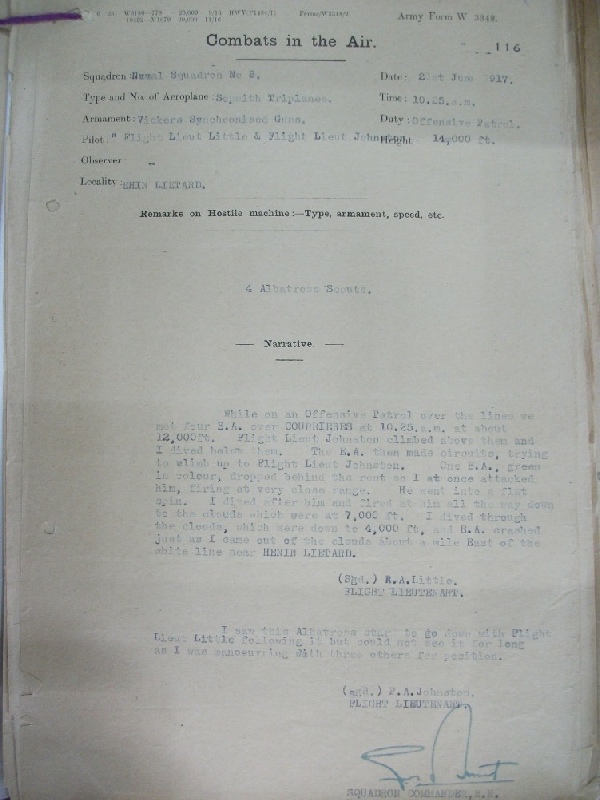 Army Form W 3348.
Combats in the Air.
116
Squadron: Naval Squadron No 8. Date: 21st June 1917.
Type and No. of Aeroplane: Sopwith Triplanes. Time: 10.25.a.m.
Armament: Vickers Synchronised Guns. Duty: Offensive Patrol.
Pilot: " Flight Lieut Little & Flight Lieut Johnston Height 14,000 ft.
Observer
Locality: HENIN LIETARD.
Remarks on Hostile machine:—Type, armament, speed, etc.
4 Albatross Scouts.
— Narrative. —
While on an Offensive Patrol over the lines we
met four E.A. over COURRIERES at 10.25.a.m. at about
12,000ft. Flight Lieut Johnston climbed above them and
I dived below them. The E.A. then made circuits, trying
to climb up to Flight Lieut Johnston. One E.A., green
in colour, dropped behind the rest so I at once attacked
him, firing at very close range. He went into a flat
spin. I dived after him and fired at him all the way down
to the clouds which were at 7,000 ft. I dived through
the clouds, which were down to 4,000 ft, and E.A. crashed
just as I came out of the clouds about a mile East of the
white line near HENIN LIETARD.
(Sgd.) R.A.Little.
FLIGHT LIEUTENANT.
I saw this Albatross start to go down with Flight
Lieut Little following it but could not see it for long
as I was manoeuvring with three others for position.
(sgd.) P.A.Johnston.
FLIGHT LIEUTENANT.
SQUADRON COMMANDER, R.N.